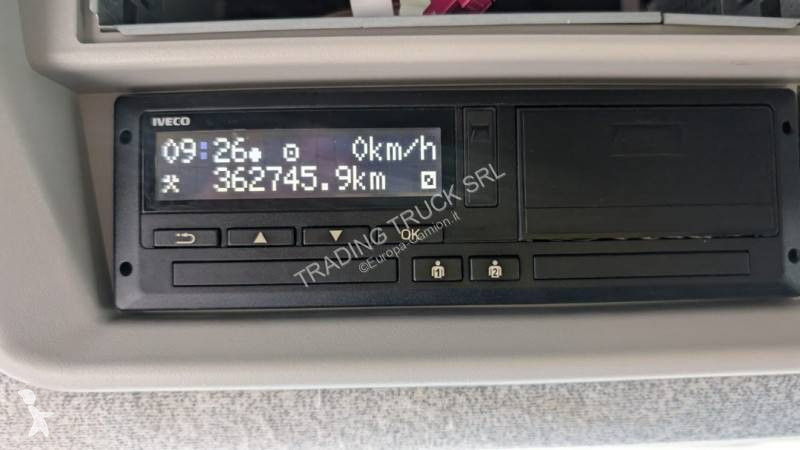 IVECO
09:26 0km/h
362745.9km
OK
1 2
TRADING TRUCK SRL
©Europa-Camion.it